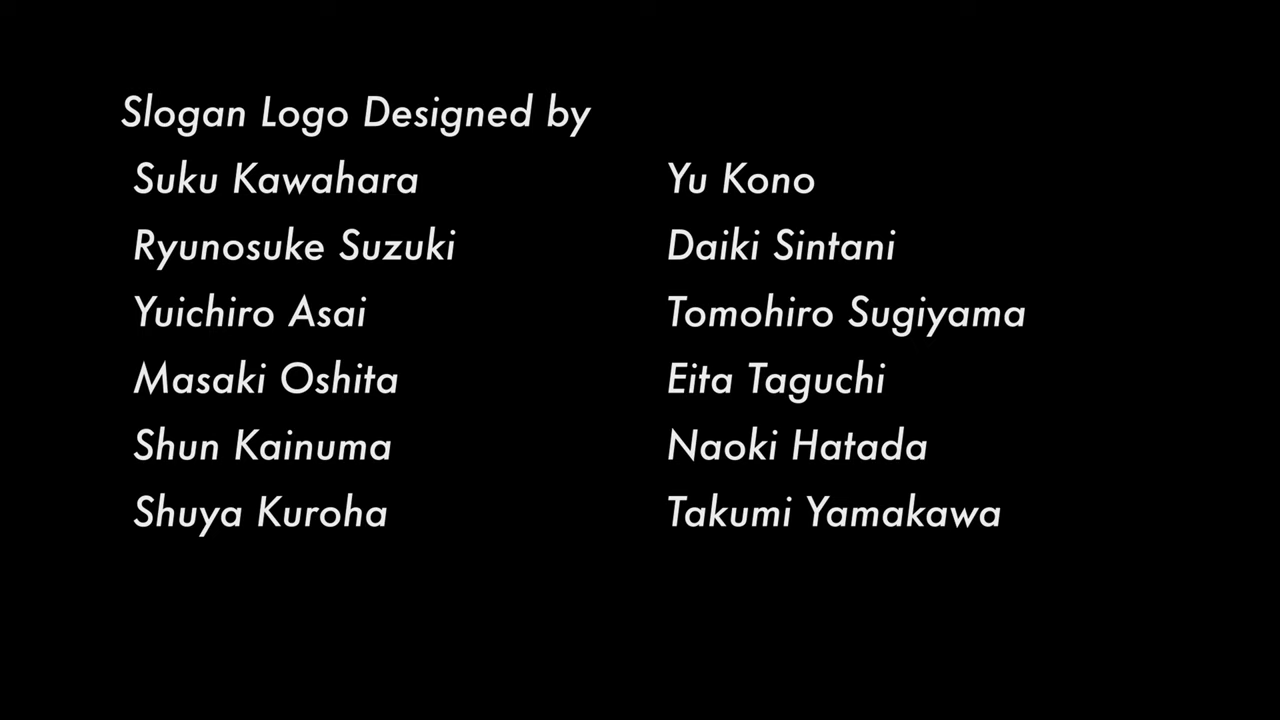 Slogan Logo Designed by
Suku Kawahara Yu Kono
Ryunosuke Suzuki Daiki Sintani
Yuichiro Asai Tomohiro Sugiyama
Masaki Oshita Eita Taguchi
Shun Kainuma Naoki Hatada
Shuya Kuroha Takumi Yamakawa